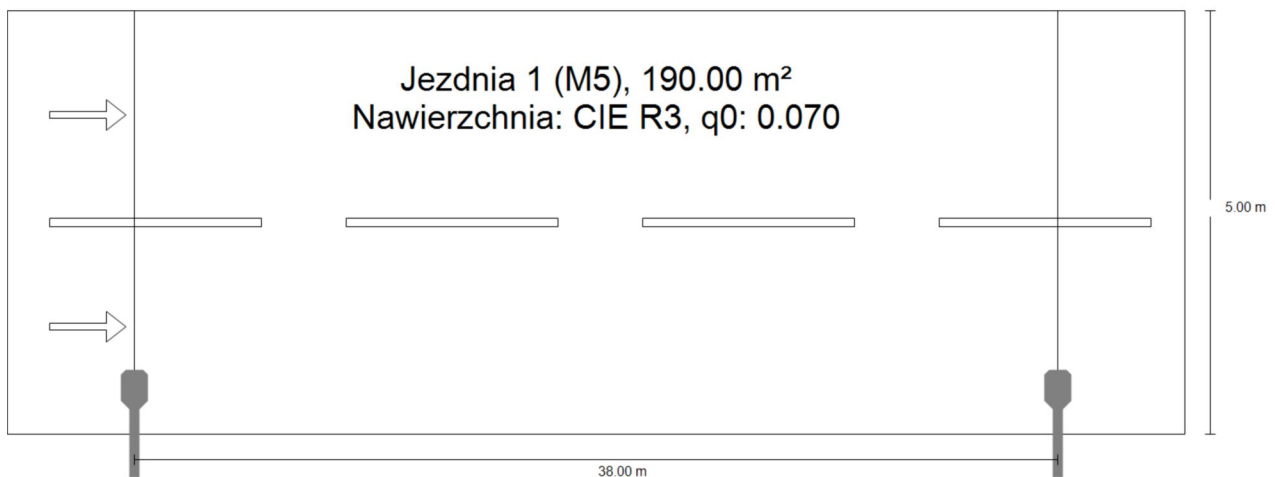 Jezdnia 1 (M5), 190.00 m²
Nawierzchnia: CIE R3, q0: 0.070
5.00 m
38.00 m